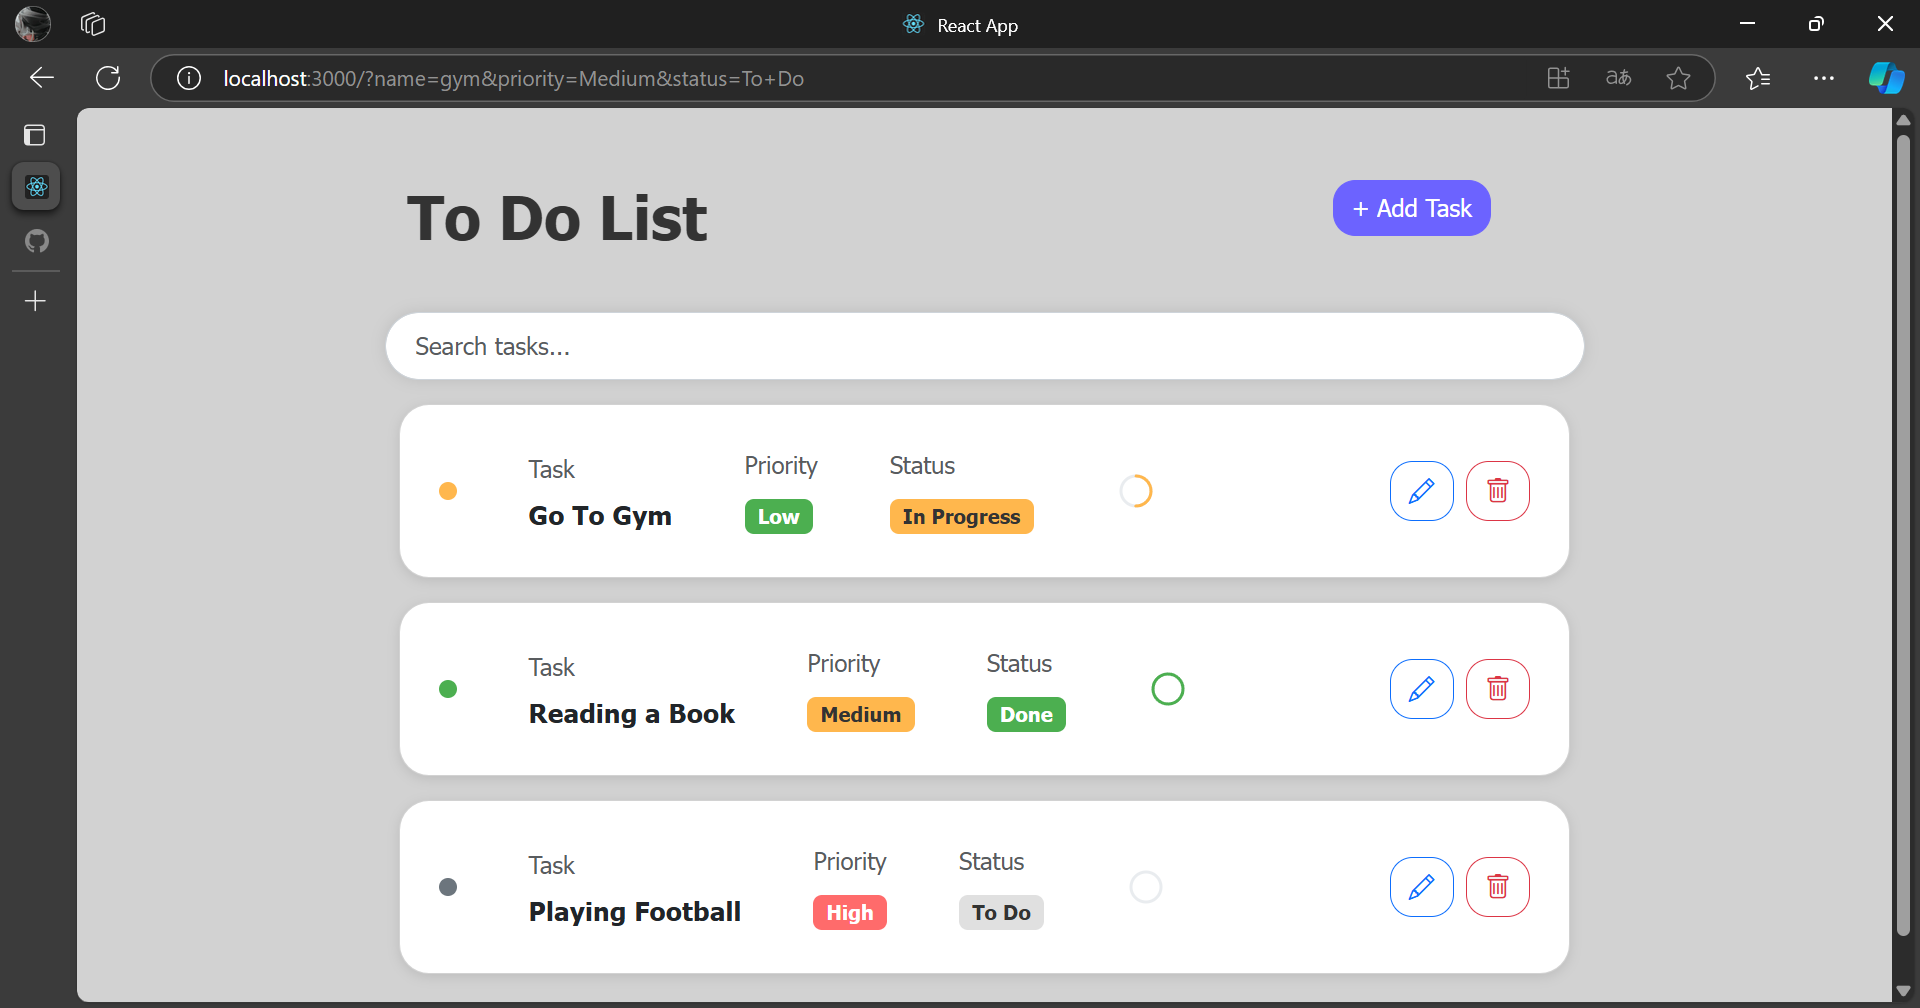 React App
localhost:3000/?name=gym&priority=Medium&status=To+Do
aあ
To Do List
+ Add Task
Search tasks...
Task Priority Status
Go To Gym Low In Progress
Task Priority Status
Reading a Book Medium Done
Task Priority Status
Playing Football High To Do